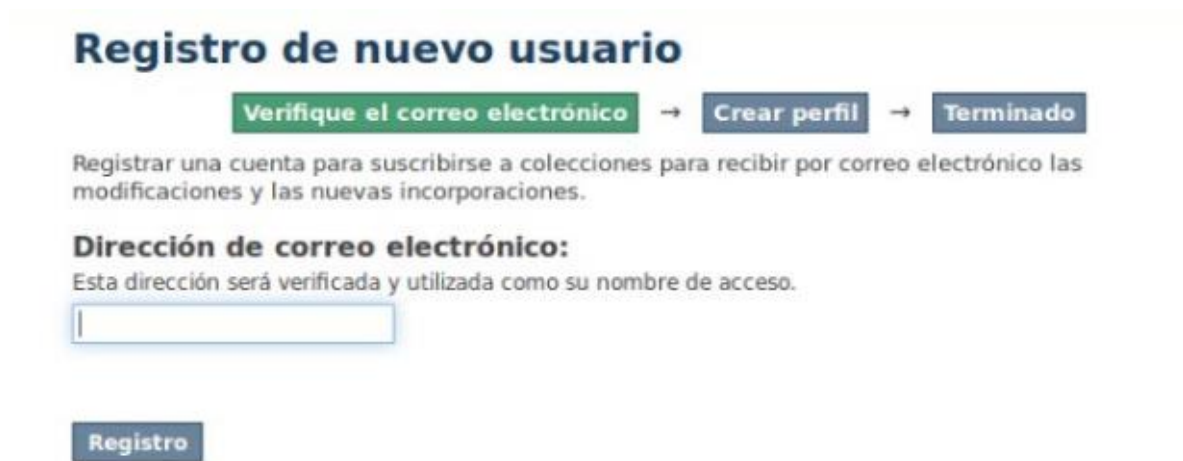 Registro de nuevo usuario
Verifique el correo electrónico → Crear perfil → Terminado
Registrar una cuenta para suscribirse a colecciones para recibir por correo electrónico las
modificaciones y las nuevas incorporaciones.
Dirección de correo electrónico:
Esta dirección será verificada y utilizada como su nombre de acceso.
Registro